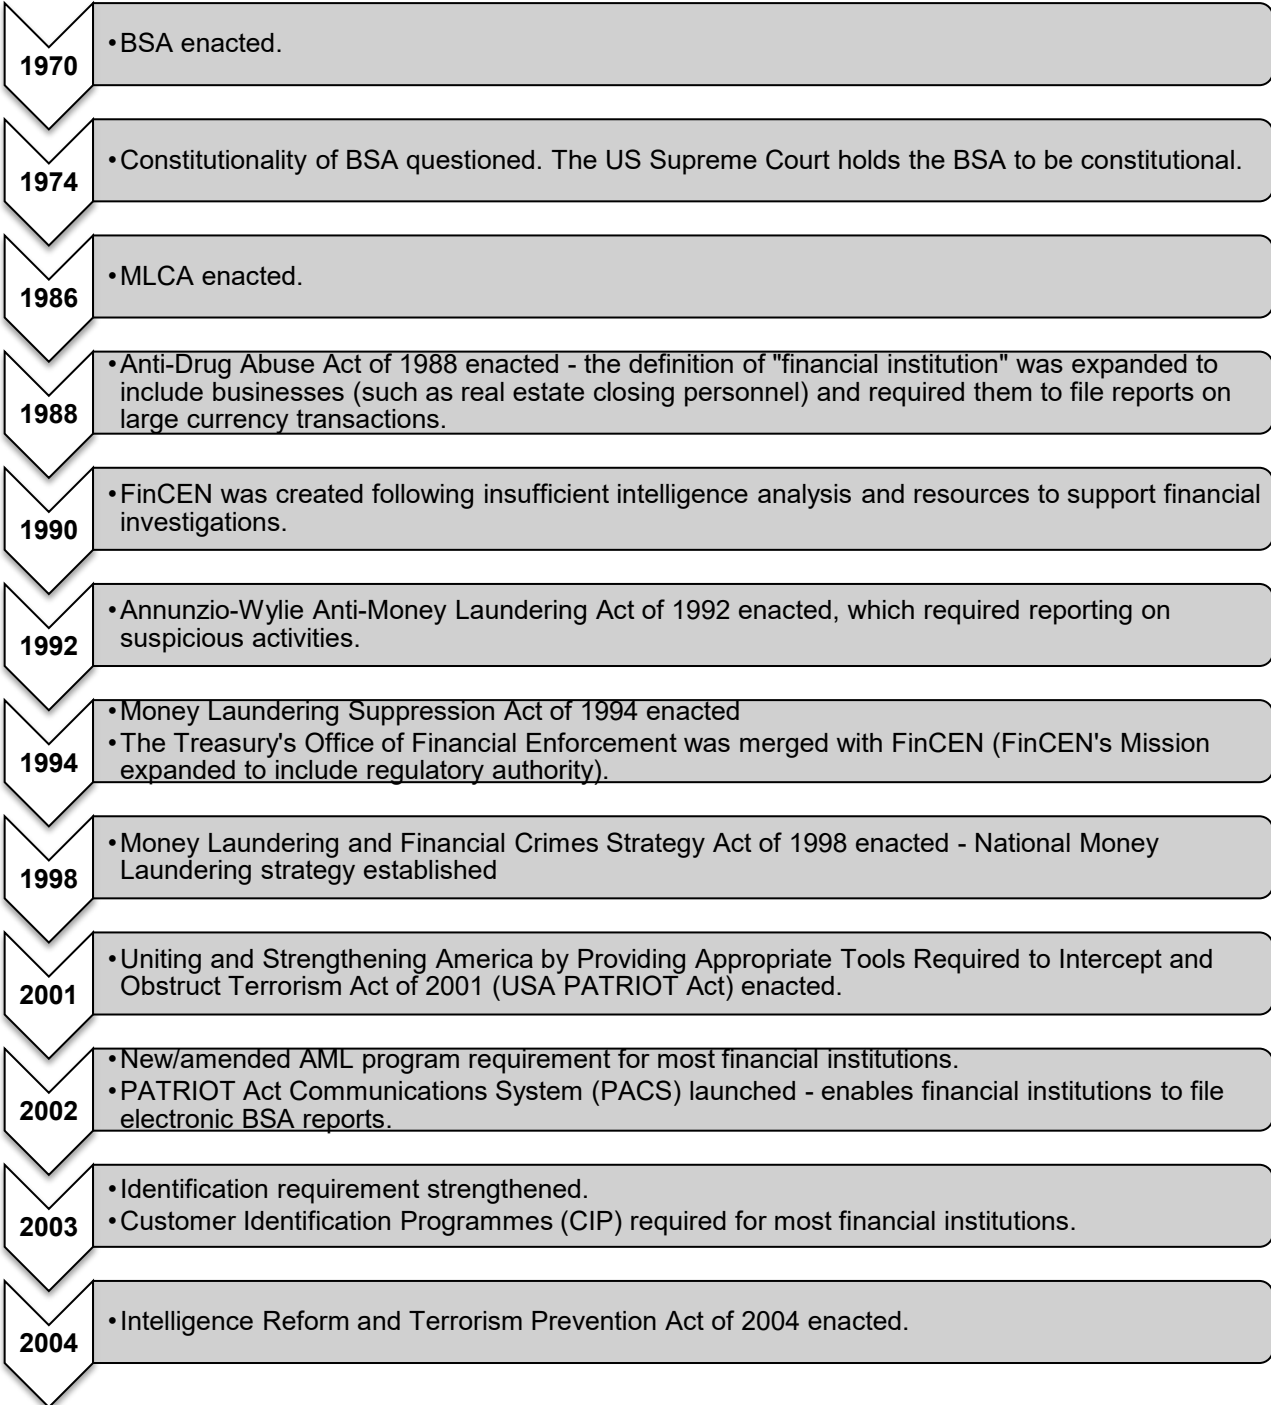 1970
•BSA enacted.
1974
•Constitutionality of BSA questioned. The US Supreme Court holds the BSA to be constitutional.
1986
•MLCA enacted.
1988
•Anti-Drug Abuse Act of 1988 enacted - the definition of "financial institution" was expanded to
include businesses (such as real estate closing personnel) and required them to file reports on
large currency transactions.
1990
•FinCEN was created following insufficient intelligence analysis and resources to support financial
investigations.
1992
•Annunzio-Wylie Anti-Money Laundering Act of 1992 enacted, which required reporting on
suspicious activities.
1994
•Money Laundering Suppression Act of 1994 enacted
•The Treasury's Office of Financial Enforcement was merged with FinCEN (FinCEN's Mission
expanded to include regulatory authority).
1998
•Money Laundering and Financial Crimes Strategy Act of 1998 enacted - National Money
Laundering strategy established
2001
•Uniting and Strengthening America by Providing Appropriate Tools Required to Intercept and
Obstruct Terrorism Act of 2001 (USA PATRIOT Act) enacted.
2002
•New/amended AML program requirement for most financial institutions.
•PATRIOT Act Communications System (PACS) launched - enables financial institutions to file
electronic BSA reports.
2003
•Identification requirement strengthened.
•Customer Identification Programmes (CIP) required for most financial institutions.
2004
•Intelligence Reform and Terrorism Prevention Act of 2004 enacted.